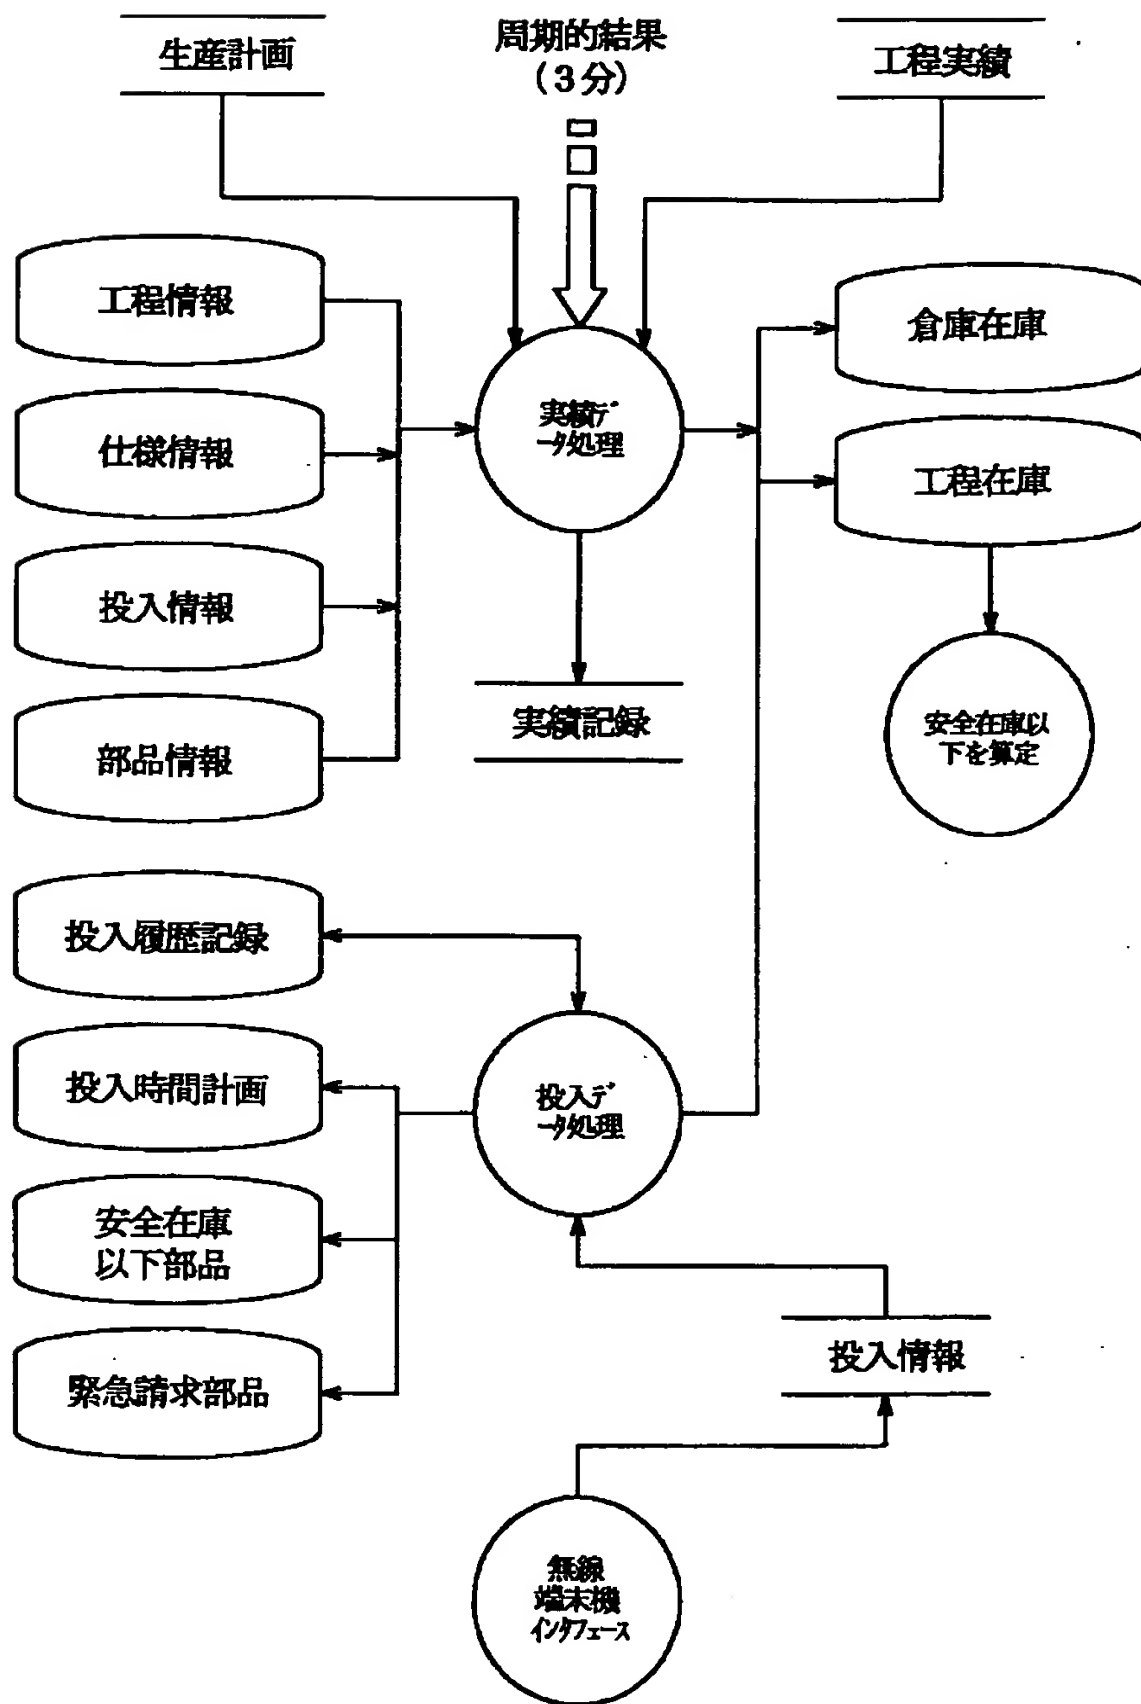 生産計画
周期的結果
(3分)
工程実績
工程情報
倉庫在庫
実績デ
ータ処理
仕様情報
工程在庫
投入情報
実績記録
安全在庫以
下を算定
部品情報
投入履歴記録
投入時間計画
投入デ
ータ処理
安全在庫
以下部品
投入情報
緊急請求部品
無線
端末機
インタフェース